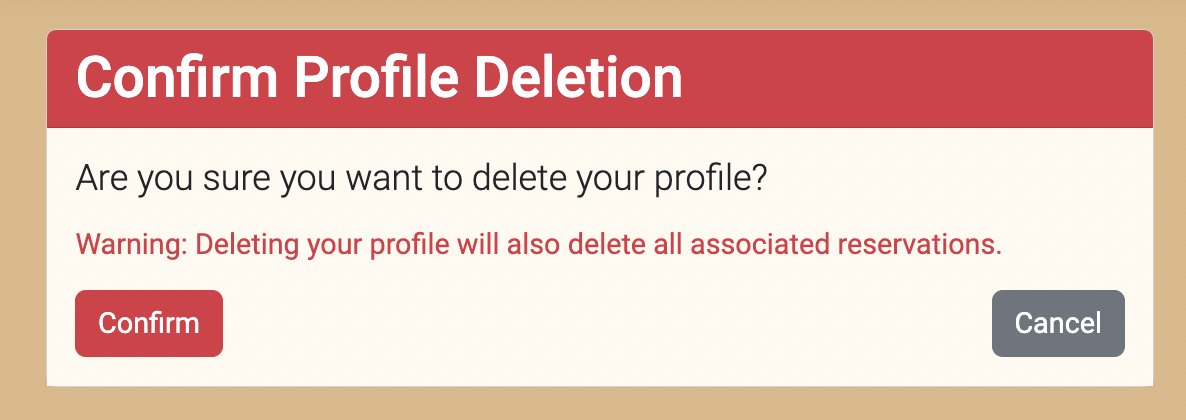 Confirm Profile Deletion
Are you sure you want to delete your profile?
Warning: Deleting your profile will also delete all associated reservations.
Confirm
Cancel